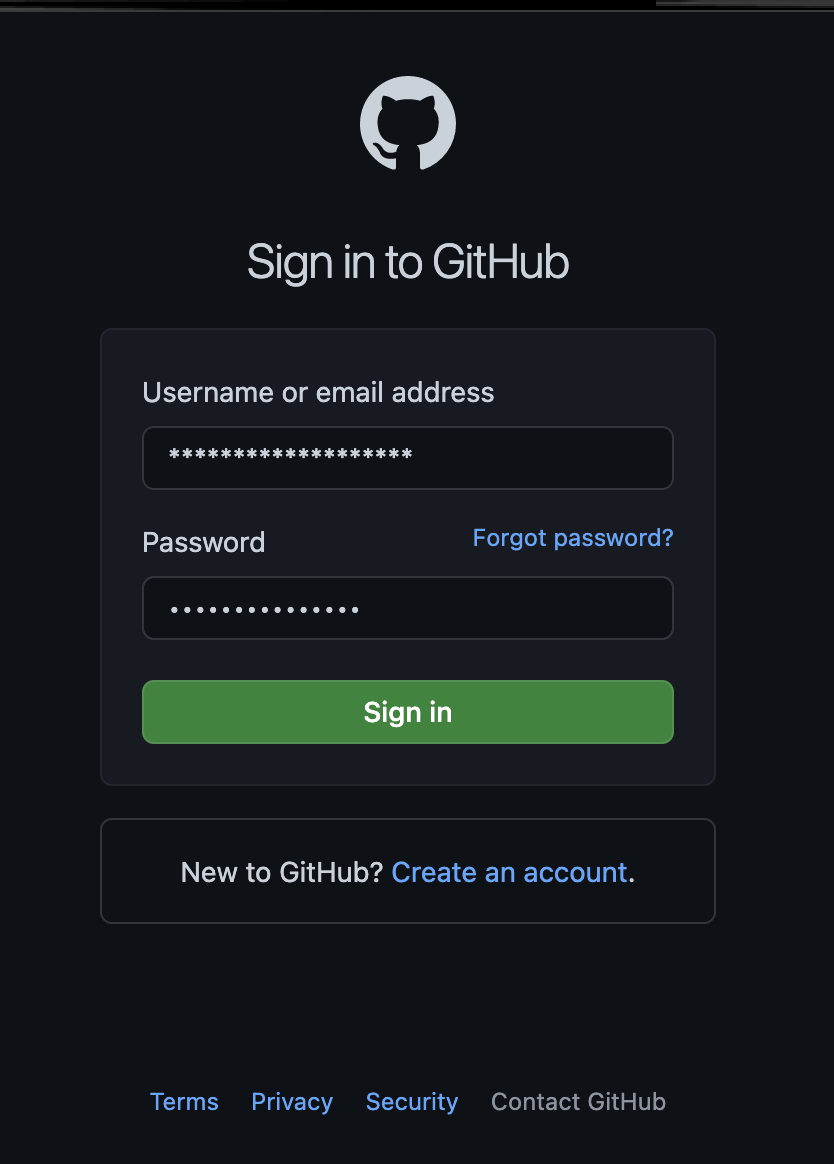 Sign in to GitHub
Username or email address
*******************
Password
Forgot password?
•••••••••••••••
Sign in
New to GitHub? Create an account.
Terms Privacy Security Contact GitHub